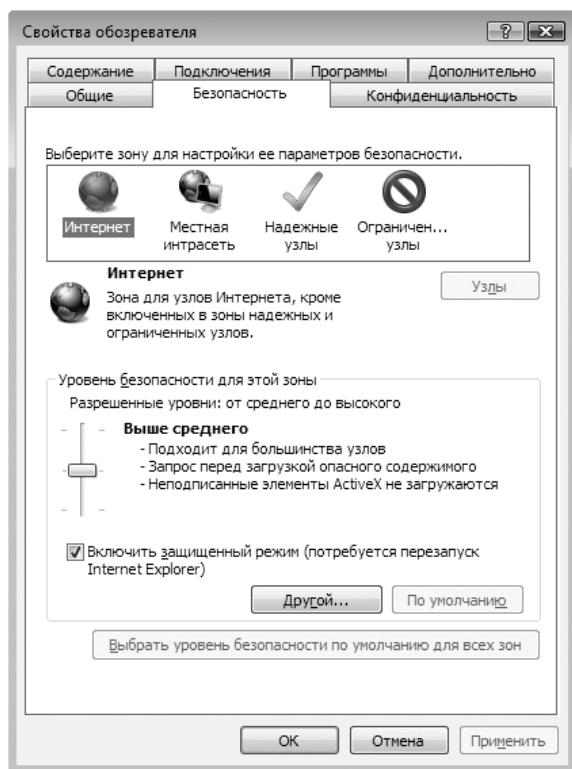 Свойства обозревателя
Содержание Подключения Программы Дополнительно
Общие Безопасность Конфиденциальность
Выберите зону для настройки ее параметров безопасности.
Интернет Местная интрасеть Надежные узлы Ограничен... узлы
Интернет
Зона для узлов Интернета, кроме
включенных в зоны надежных и
ограниченных узлов.
Узлы
Уровень безопасности для этой зоны
Разрешенные уровни: от среднего до высокого
Выше среднего
- Подходит для большинства узлов
- Запрос перед загрузкой опасного содержимого
- Неподписанные элементы ActiveX не загружаются
Включить защищенный режим (потребуется перезапуск
Internet Explorer)
Другой... По умолчанию
Выбрать уровень безопасности по умолчанию для всех зон
ОК Отмена Применить